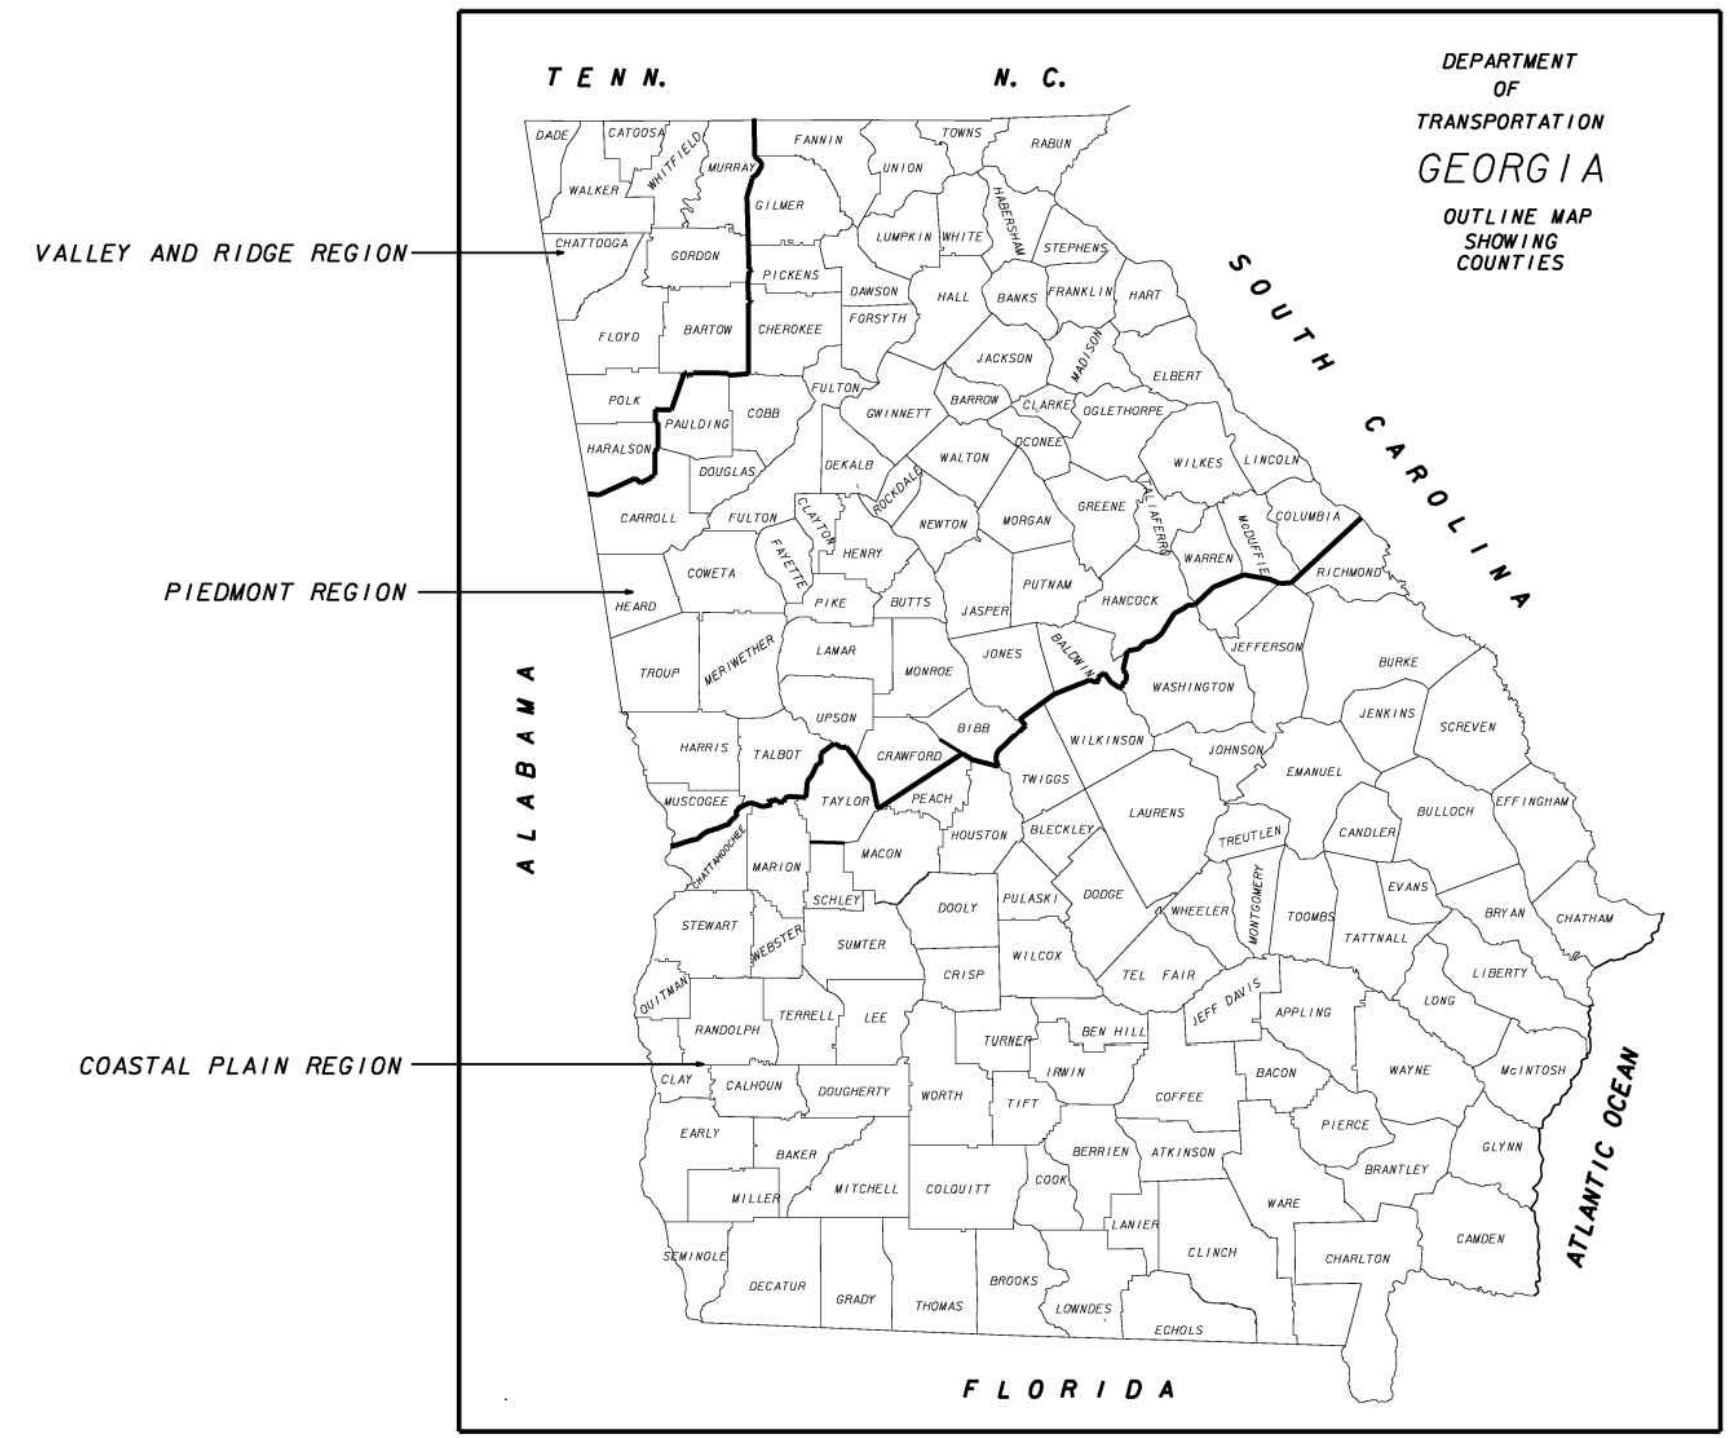 TENN.
N. C.
DEPARTMENT
OF
TRANSPORTATION
GEORGIA
OUTLINE MAP
SHOWING
COUNTIES
VALLEY AND RIDGE REGION
PIEDMONT REGION
COASTAL PLAIN REGION
ALABAMA
SOUTH CAROLINA
ATLANTIC OCEAN
FLORIDA
DADE
CATOOSA
WHITFIELD
MURRAY
FANNIN
UNION
TOWNS
RABUN
WALKER
GILMER
HABERSHAM
CHATTOOGA
GORDON
LUMPKIN
WHITE
STEPHENS
PICKENS
DAWSON
HALL
BANKS
FRANKLIN
HART
FLOYD
BARTOW
CHEROKEE
FORSYTH
JACKSON
MADISON
ELBERT
POLK
PAULDING
COBB
FULTON
GWINNETT
BARROW
CLARKE
OGLETHORPE
HARALSON
DOUGLAS
DEKALB
ROCKDALE
WALTON
OCONEE
WILKES
LINCOLN
CARROLL
FULTON
CLAYTON
NEWTON
MORGAN
GREENE
TALIAFERRO
MCDUFFIE
COLUMBIA
HEARD
COWETA
FAYETTE
HENRY
WARREN
RICHMOND
PIKE
BUTTS
JASPER
PUTNAM
HANCOCK
TROUP
MERIWETHER
LAMAR
MONROE
JONES
BALDWIN
JEFFERSON
BURKE
WASHINGTON
UPSON
BIBB
WILKINSON
JENKINS
SCREVEN
HARRIS
TALBOT
CRAWFORD
TWIGGS
JOHNSON
EMANUEL
MUSCOGEE
TAYLOR
PEACH
LAURENS
BULLOCH
EFFINGHAM
CHATTAHOOCHEE
MARION
MACON
HOUSTON
BLECKLEY
TREUTLEN
CANDLER
SCHLEY
DOOLY
PULASKI
DODGE
WHEELER
MONTGOMERY
TOOMBS
EVANS
BRYAN
CHATHAM
STEWART
WEBSTER
SUMTER
TATTNALL
QUITMAN
CRISP
WILCOX
TEL FAIR
JEFF DAVIS
LIBERTY
RANDOLPH
TERRELL
LEE
TURNER
BEN HILL
APPLING
LONG
CLAY
CALHOUN
DOUGHERTY
WORTH
IRWIN
TIFT
COFFEE
BACON
WAYNE
McINTOSH
EARLY
BAKER
BERRIEN
ATKINSON
PIERCE
BRANTLEY
GLYNN
MILLER
MITCHELL
COLQUITT
COOK
LANIER
WARE
SEMINOLE
DECATUR
GRADY
THOMAS
BROOKS
LOWNDES
CLINCH
ECHOLS
CHARLTON
CAMDEN